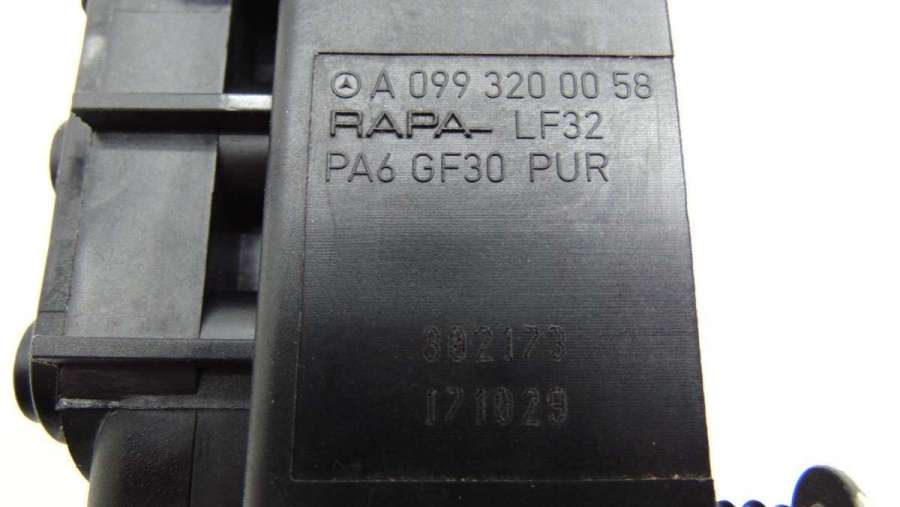 A 099 320 00 58
RAPA LF32
PA6 GF30 PUR
302173
171029